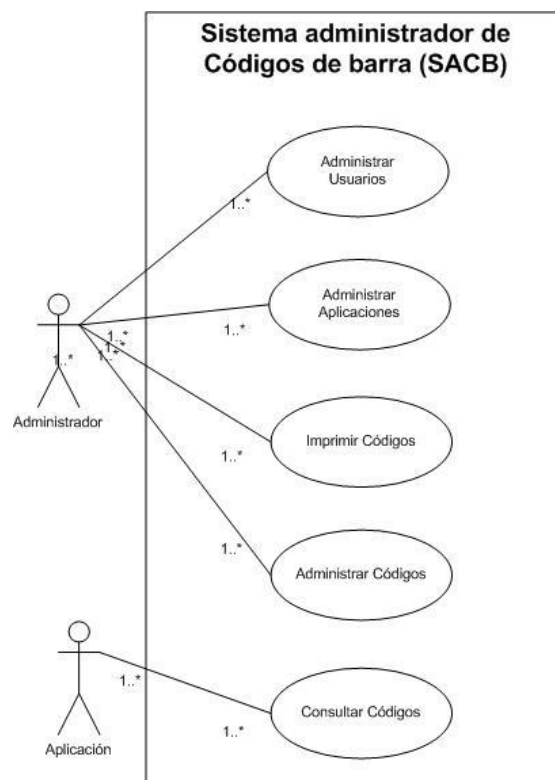 Sistema administrador de
Códigos de barra (SACB)
Administrar
Usuarios
1..*
Administrar
Aplicaciones
1..*
1..*
1..*
1..*
1..*
Administrador
Imprimir Códigos
1..*
1..*
Administrar Códigos
1..*
Consultar Códigos
1..*
Aplicación